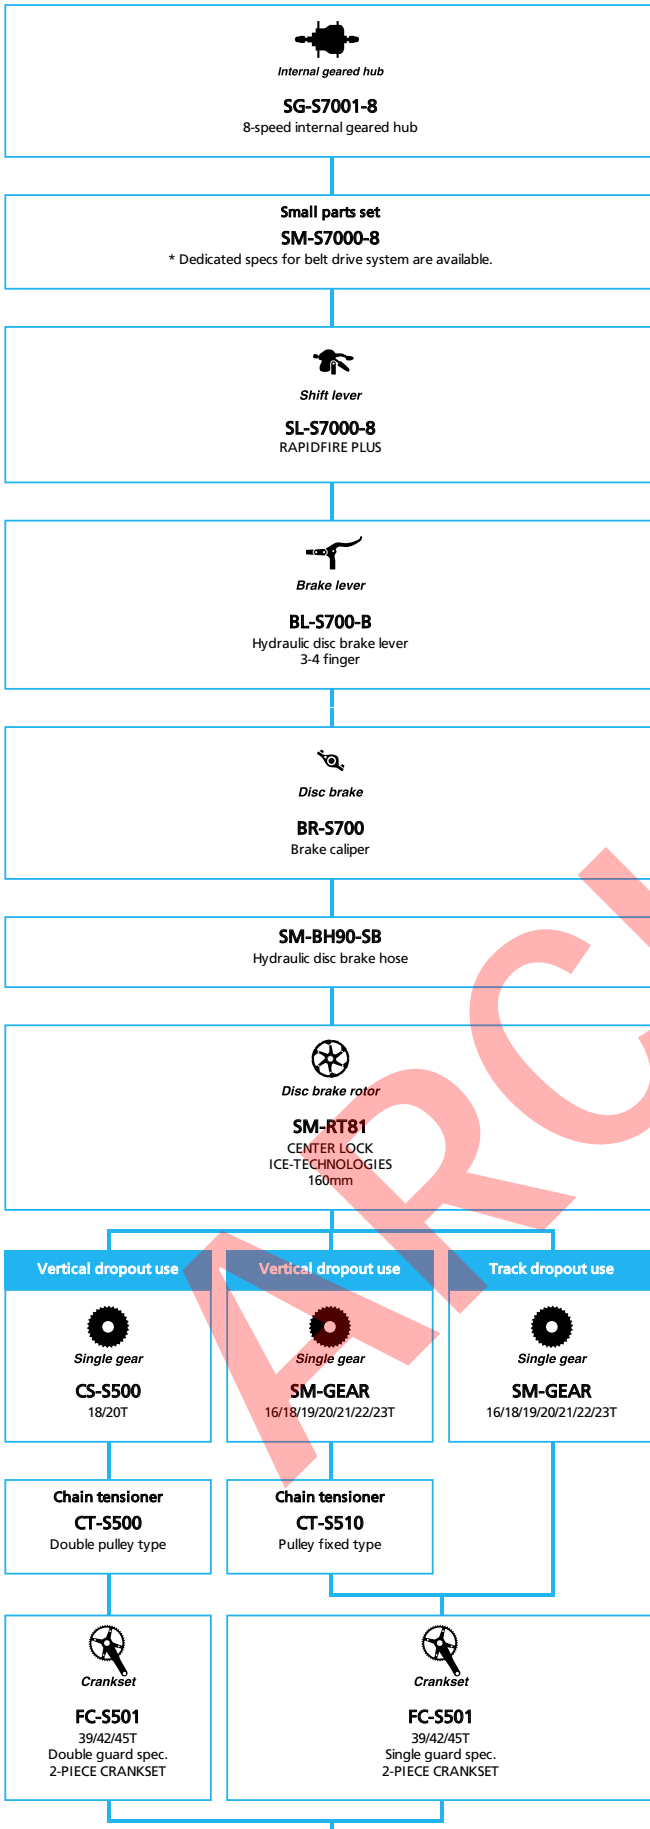 Internal geared hub
SG-S7001-8
8-speed internal geared hub
Small parts set
SM-S7000-8
* Dedicated specs for belt drive system are available.
Shift lever
SL-S7000-8
RAPIDFIRE PLUS
Brake lever
BL-S700-B
Hydraulic disc brake lever
3-4 finger
Disc brake
BR-S700
Brake caliper
SM-BH90-SB
Hydraulic disc brake hose
Disc brake rotor
SM-RT81
CENTER LOCK
ICE-TECHNOLOGIES
160mm
Vertical dropout use
Single gear
CS-S500
18/20T
Chain tensioner
CT-S500
Double pulley type
Crankset
FC-S501
39/42/45T
Double guard spec.
2-PIECE CRANKSET
Vertical dropout use
Single gear
SM-GEAR
16/18/19/20/21/22/23T
Chain tensioner
CT-S510
Pulley fixed type
Track dropout use
Single gear
SM-GEAR
16/18/19/20/21/22/23T
Crankset
FC-S501
39/42/45T
Single guard spec.
2-PIECE CRANKSET